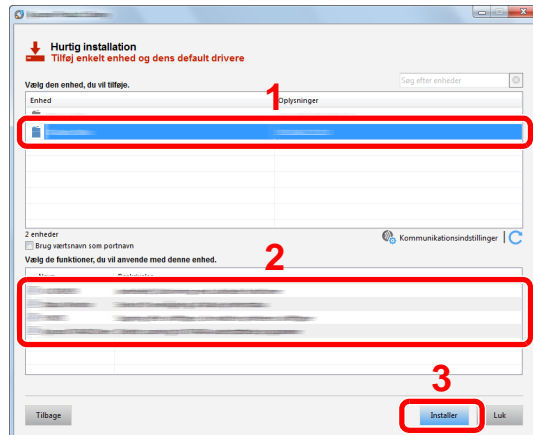 Hurtig installation
Tilføj enkelt enhed og dens default drivere
Vælg den enhed, du vil tilføje.
Søg efter enheder
1
Enhed
Oplysninger
2 enheder
Kommunikationsindstillinger
Brug værtsnavn som portnavn
Vælg de funktioner, du vil anvende med denne enhed.
2
3
Tilbage
Installer
Luk